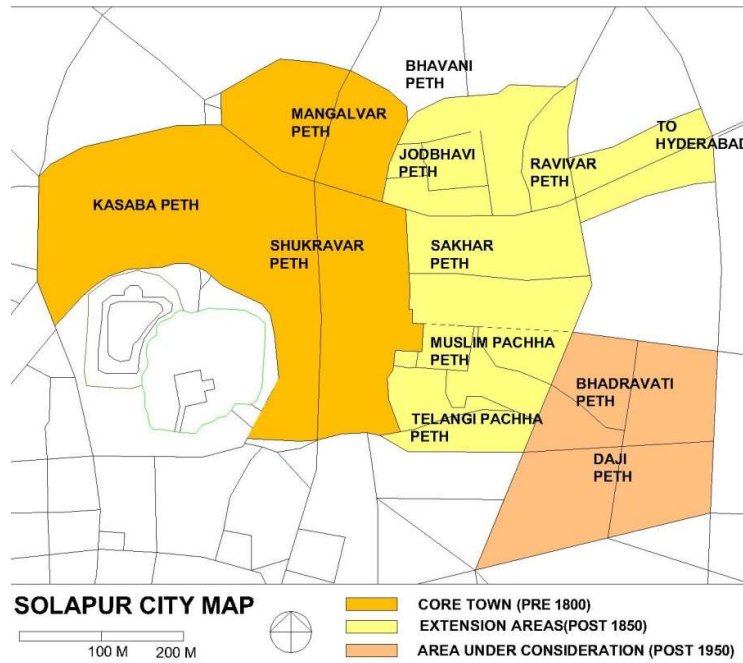 BHAVANI
PETH
MANGALVAR
PETH
TO
HYDERABAD
JODBHAVI
PETH
RAVIVAR
PETH
KASABA PETH
SHUKRAVAR
PETH
SAKHAR
PETH
MUSLIM PACHHA
PETH
BHADRAVATI
PETH
TELANGI PACHHA
PETH
DAJI
PETH
SOLAPUR CITY MAP
100 M 200 M
CORE TOWN (PRE 1800)
EXTENSION AREAS(POST 1850)
AREA UNDER CONSIDERATION (POST 1950)